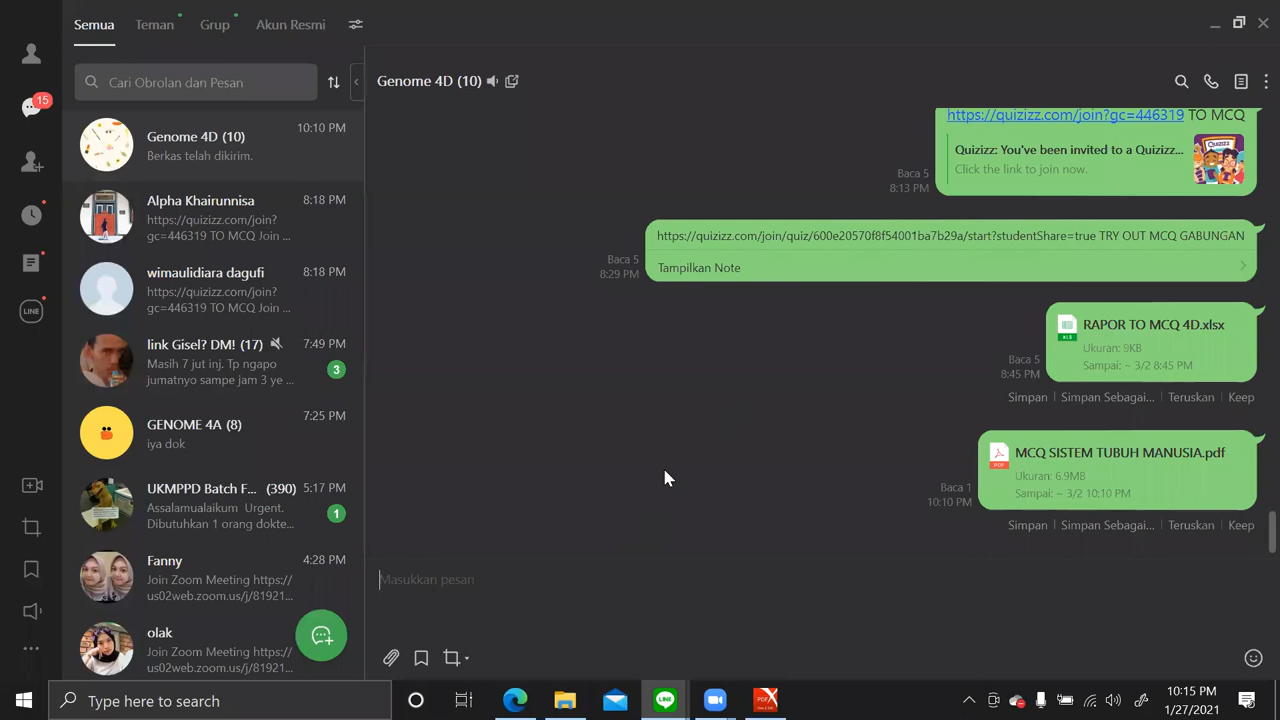 Semua
Teman
Grup
Akun Resmi
Cari Obrolan dan Pesan
15
Genome 4D (10)
10:10 PM
Berkas telah dikirim.
Alpha Khairunnisa
8:18 PM
https://quizizz.com/join?
gc=446319 TO MCQ Join ...
wimaulidiara dagufi
8:18 PM
https://quizizz.com/join?
gc=446319 TO MCQ Join ...
link Gisel? DM! (17)
7:49 PM
Masih 7 jut inj. Tp ngapo
jumatnyo sampe jam 3 ye ...
3
GENOME 4A (8)
7:25 PM
iya dok
UKMPPD Batch F... (390)
5:17 PM
Assalamualaikum Urgent.
Dibutuhkan 1 orang dokte...
1
Fanny
4:28 PM
Join Zoom Meeting https://
us02web.zoom.us/j/81921...
olak
Join Zoom Meeting https://
us02web.zoom.us/j/81921...
LINE
Genome 4D (10)
https://quizizz.com/join?gc=446319 TO MCQ
Quizizz: You've been invited to a Quizizz...
Click the link to join now.
Quizizz
Baca 5
8:13 PM
https://quizizz.com/join/quiz/600e20570f8f54001ba7b29a/start?studentShare=true TRY OUT MCQ GABUNGAN
Tampilkan Note
Baca 5
8:29 PM
XLS
RAPOR TO MCQ 4D.xlsx
Ukuran: 9KB
Sampai: ~ 3/2 8:45 PM
Baca 5
8:45 PM
Simpan
Simpan Sebagai...
Teruskan
Keep
PDF
MCQ SISTEM TUBUH MANUSIA.pdf
Ukuran: 6.9MB
Sampai: ~ 3/2 10:10 PM
Baca 1
10:10 PM
Simpan
Simpan Sebagai...
Teruskan
Keep
Masukkan pesan
Type here to search
LINE
PDF X
1/27/2021